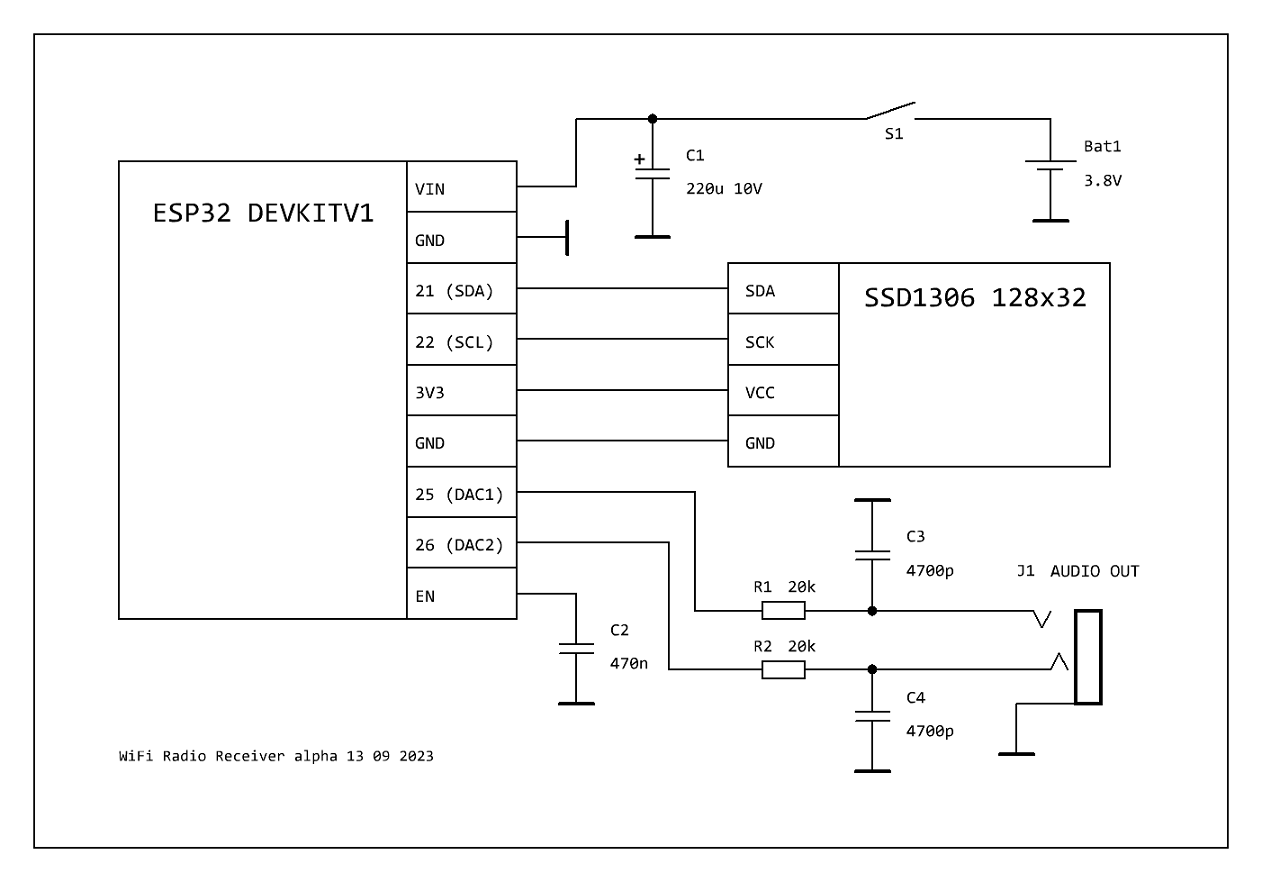 S1
Bat1
3.8V
+
C1
220u 10V
ESP32 DEVKITV1
VIN
GND
21 (SDA)
22 (SCL)
3V3
GND
25 (DAC1)
26 (DAC2)
EN
SSD1306 128x32
SDA
SCK
VCC
GND
C3
4700p
J1 AUDIO OUT
R1 20k
R2 20k
C2
470n
C4
4700p
WiFi Radio Receiver alpha 13 09 2023